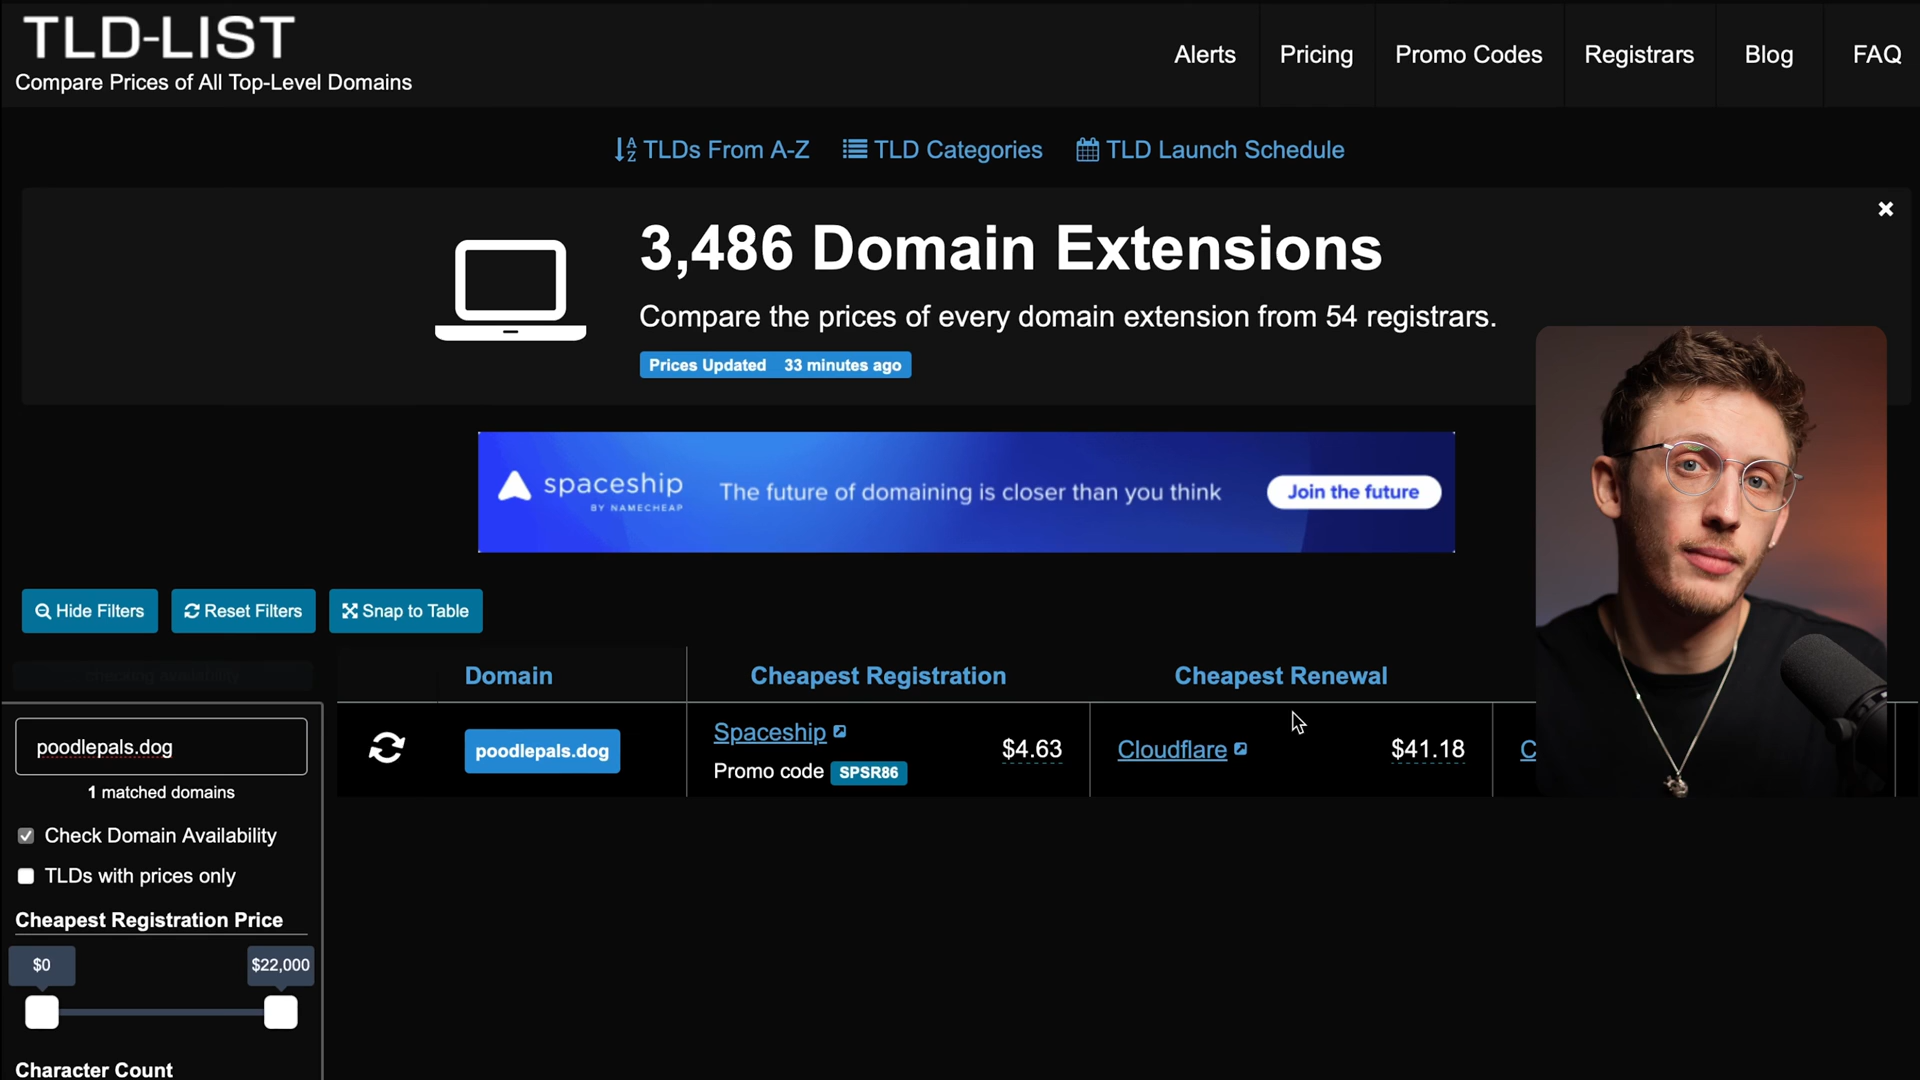 TLD-LIST
Compare Prices of All Top-Level Domains
Alerts
Pricing
Promo Codes
Registrars
Blog
FAQ
TLDs From A-Z
TLD Categories
TLD Launch Schedule
3,486 Domain Extensions
Compare the prices of every domain extension from 54 registrars.
Prices Updated 33 minutes ago
spaceship
BY NAMECHEAP
The future of domaining is closer than you think
Join the future
Hide Filters
Reset Filters
Snap to Table
checking availability
Domain
Cheapest Registration
Cheapest Renewal
poodlepals.dog
1 matched domains
Check Domain Availability
TLDs with prices only
Cheapest Registration Price
$0
$22,000
Character Count
poodlepals.dog
Spaceship
Promo code SPSR86
$4.63
Cloudflare
$41.18
C